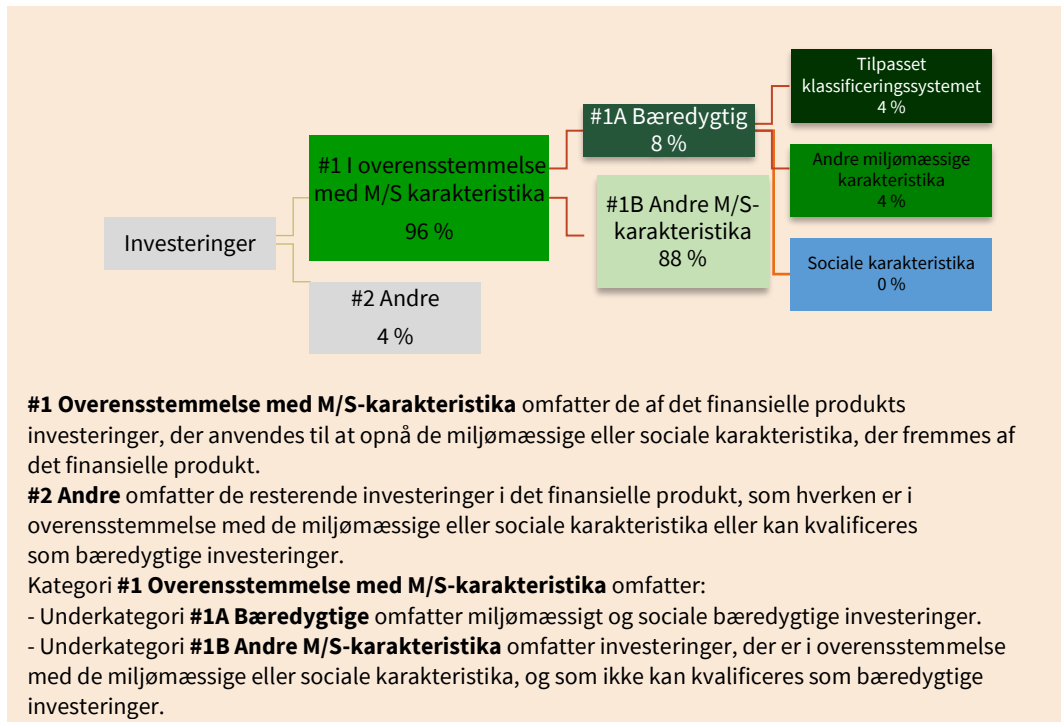 Investeringer
#1 I overensstemmelse
med M/S karakteristika
96 %
#2 Andre
4 %
#1A Bæredygtig
8 %
#1B Andre M/S-
karakteristika
88 %
Tilpasset
klassificeringssystemet
4 %
Andre miljømæssige
karakteristika
4 %
Sociale karakteristika
0 %
#1 Overensstemmelse med M/S-karakteristika omfatter de af det finansielle produkts
investeringer, der anvendes til at opnå de miljømæssige eller sociale karakteristika, der fremmes af
det finansielle produkt.
#2 Andre omfatter de resterende investeringer i det finansielle produkt, som hverken er i
overensstemmelse med de miljømæssige eller sociale karakteristika eller kan kvalificeres
som bæredygtige investeringer.
Kategori #1 Overensstemmelse med M/S-karakteristika omfatter:
- Underkategori #1A Bæredygtige omfatter miljømæssigt og sociale bæredygtige investeringer.
- Underkategori #1B Andre M/S-karakteristika omfatter investeringer, der er i overensstemmelse
med de miljømæssige eller sociale karakteristika, og som ikke kan kvalificeres som bæredygtige
investeringer.